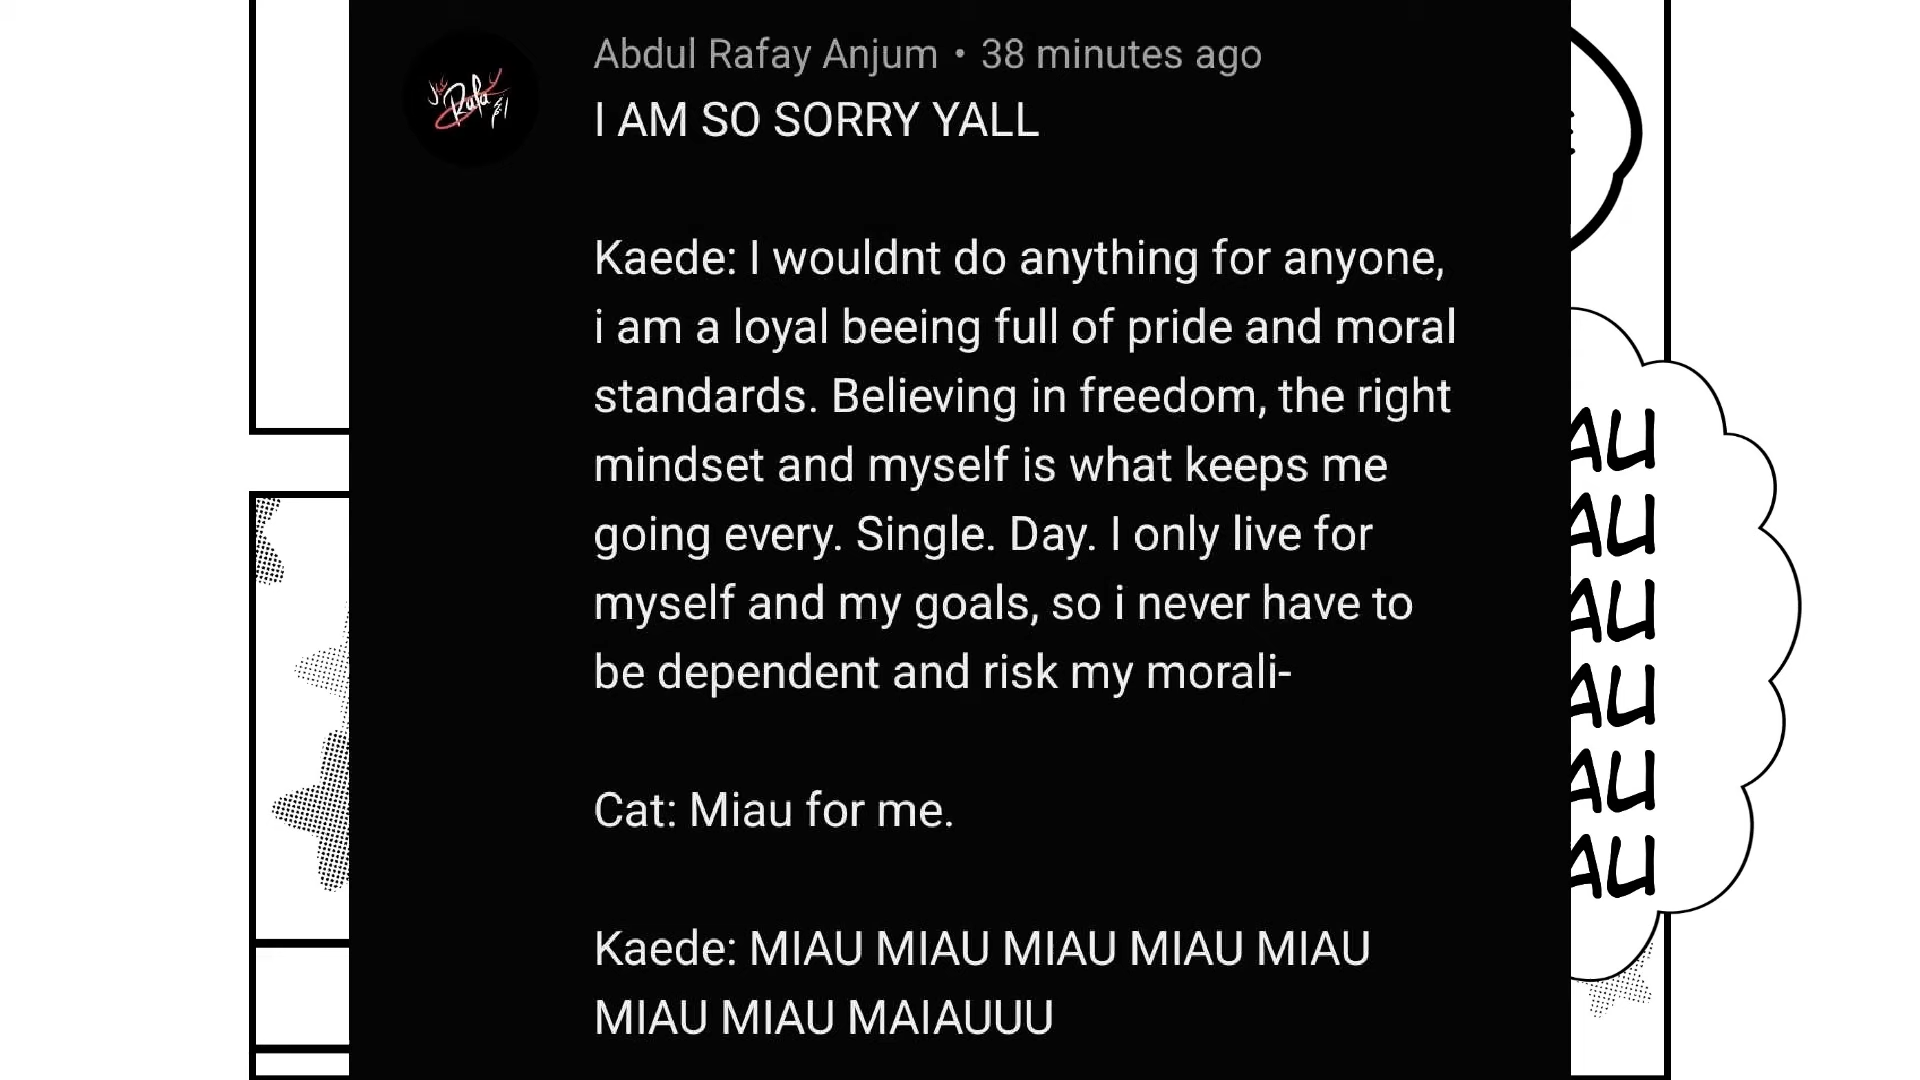 Abdul Rafay Anjum • 38 minutes ago
I AM SO SORRY YALL
Kaede: I wouldnt do anything for anyone,
i am a loyal beeing full of pride and moral
standards. Believing in freedom, the right
mindset and myself is what keeps me
going every. Single. Day. I only live for
myself and my goals, so i never have to
be dependent and risk my morali-
Cat: Miau for me.
Kaede: MIAU MIAU MIAU MIAU MIAU
MIAU MIAU MAIAUUU
AU
AU
AU
AU
AU
AU